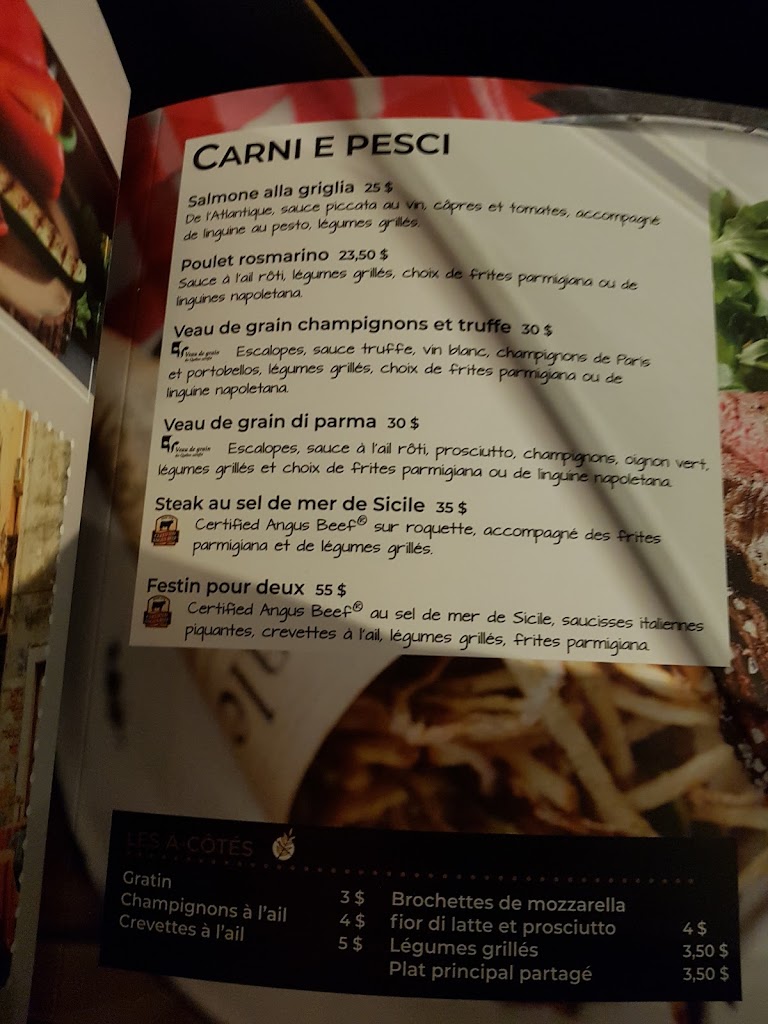 CARNI E PESCI
Salmone alla griglia 25 $
De l'Atlantique, sauce piccata au vin, câpres et tomates, accompagné
de linguine au pesto, légumes grillés.
Poulet rosmarino 23,50 $
Sauce à l'ail rôti, légumes grillés, choix de frites parmigiana ou de
linguines napoletana.
Veau de grain champignons et truffe 30 $
Veau de grain Escalopes, sauce truffe, vin blanc, champignons de Paris
et portobellos, légumes grillés, choix de frites parmigiana ou de
linguine napoletana.
Veau de grain di parma 30 $
Veau de grain Escalopes, sauce à l'ail rôti, prosciutto, champignons, oignon vert,
légumes grillés et choix de frites parmigiana ou de linguine napoletana.
Steak au sel de mer de Sicile 35 $
Certified Angus Beef® sur roquette, accompagné des frites
parmigiana et de légumes grillés.
Festin pour deux 55 $
Certified Angus Beef® au sel de mer de Sicile, saucisses italiennes
piquantes, crevettes à l'ail, légumes grillés, frites parmigiana.
LES À-CÔTÉS
Gratin 3 $
Champignons à l'ail 4 $
Crevettes à l'ail 5 $
Brochettes de mozzarella
fior di latte et prosciutto 4 $
Légumes grillés 3,50 $
Plat principal partagé 3,50 $